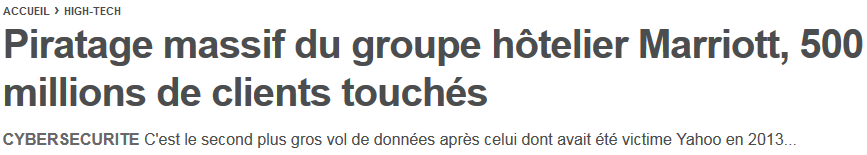 ACCUEIL › HIGH-TECH
Piratage massif du groupe hôtelier Marriott, 500
millions de clients touchés
CYBERSECURITE C'est le second plus gros vol de données après celui dont avait été victime Yahoo en 2013...